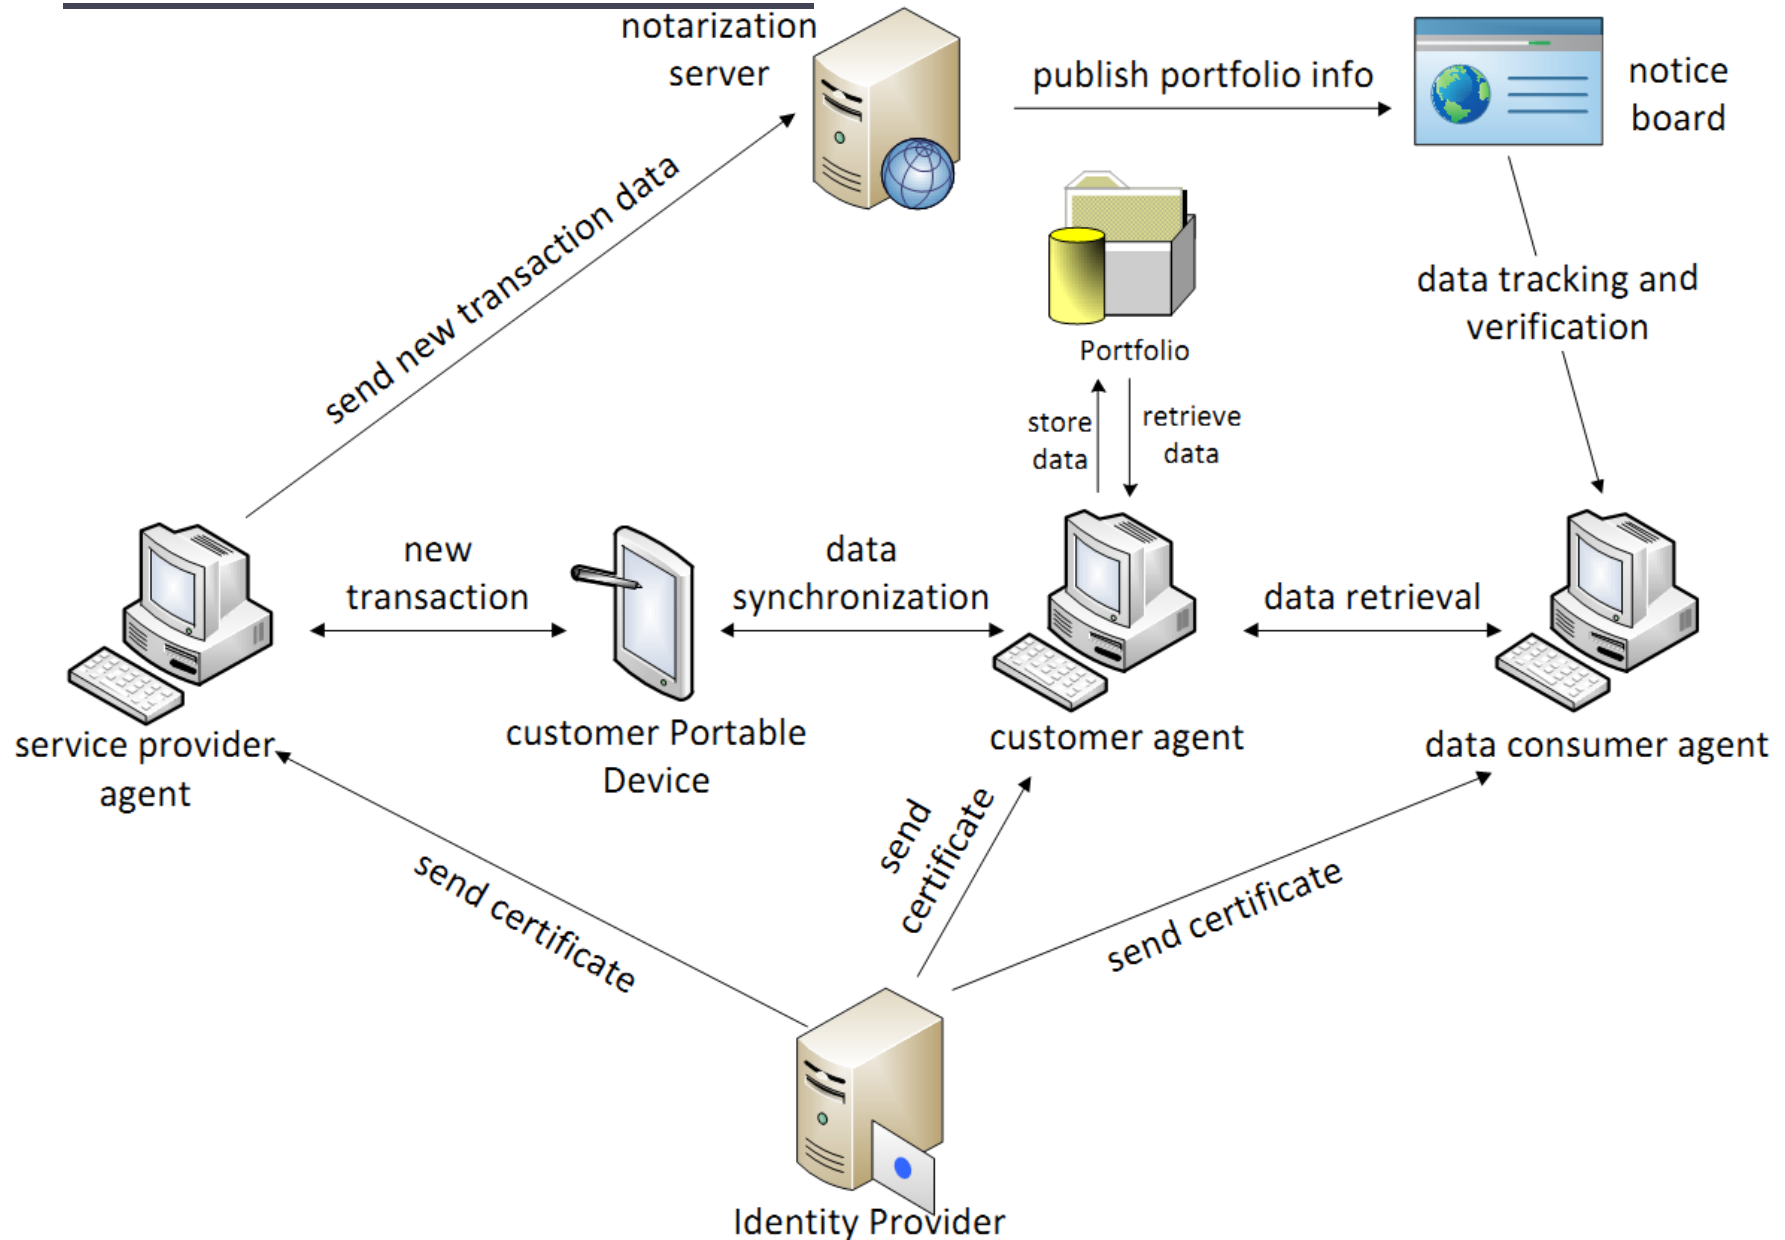 notarization
server
publish portfolio info
notice
board
send new transaction data
data tracking and
verification
Portfolio
store
data
retrieve
data
new
transaction
data
synchronization
data retrieval
service provider
agent
customer Portable
Device
customer agent
data consumer agent
send certificate
send
certificate
send certificate
Identity Provider